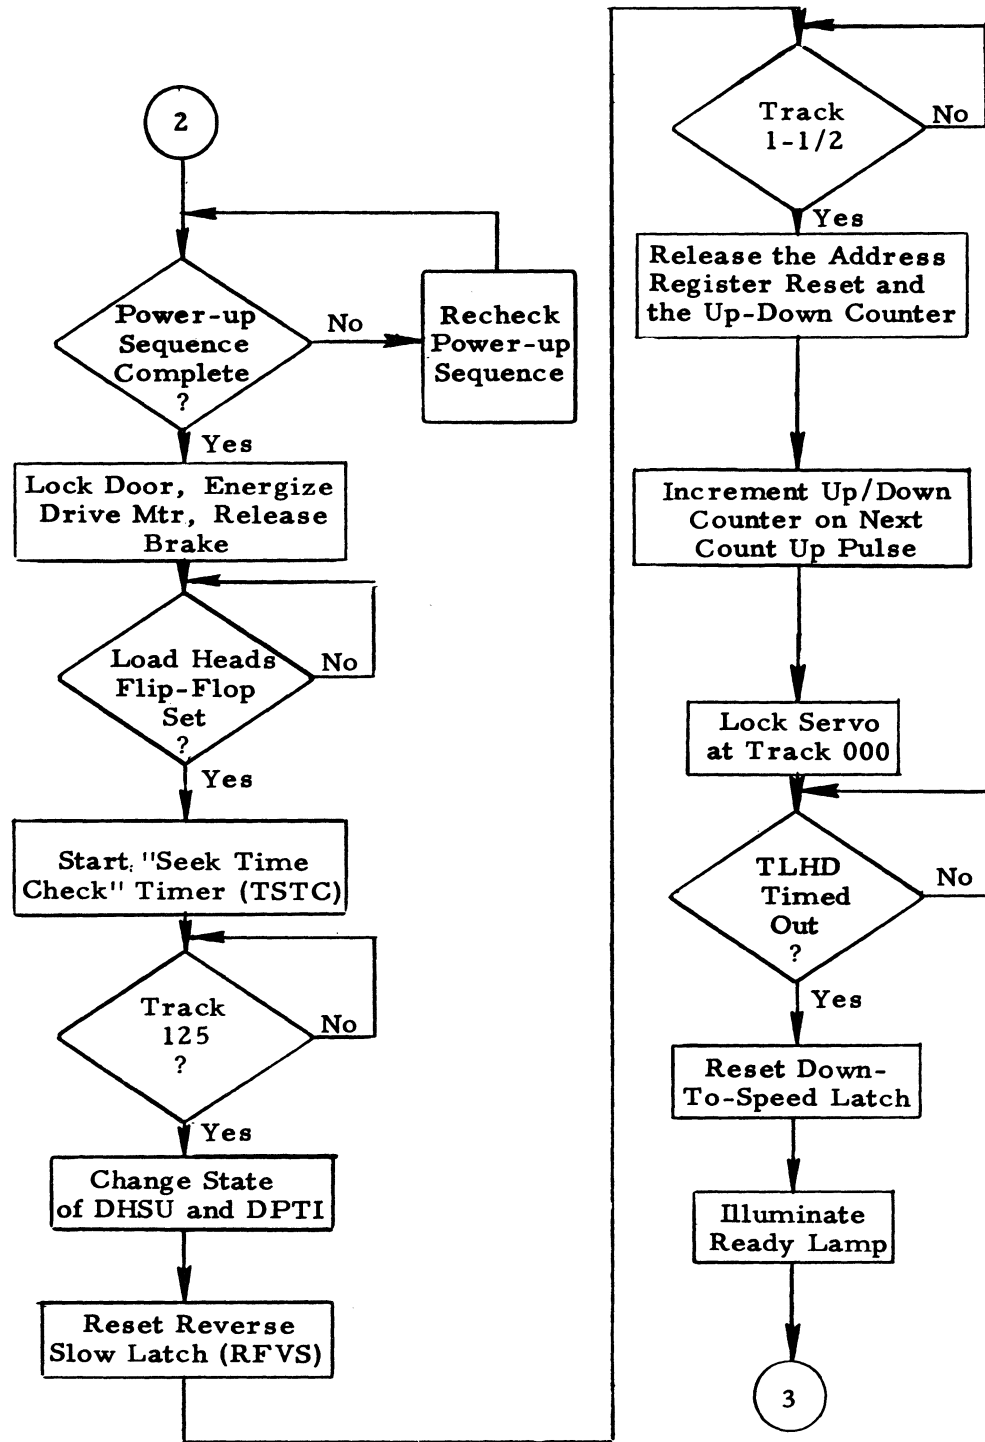 2
Power-up
Sequence
Complete
?
No
Recheck
Power-up
Sequence
Yes
Lock Door, Energize
Drive Mtr, Release
Brake
Load Heads
Flip-Flop
Set
?
No
Yes
Start "Seek Time
Check" Timer (TSTC)
Track
125
?
No
Yes
Change State
of DHSU and DPTI
Reset Reverse
Slow Latch (RFVS)
Track
1-1/2
No
Yes
Release the Address
Register Reset and
the Up-Down Counter
Increment Up/Down
Counter on Next
Count Up Pulse
Lock Servo
at Track 000
TLHD
Timed
Out
?
No
Yes
Reset Down-
To-Speed Latch
Illuminate
Ready Lamp
3